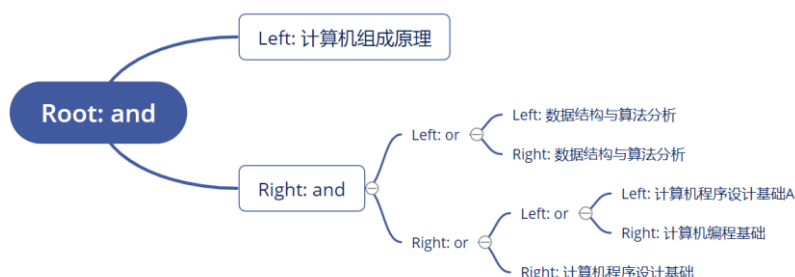 Left: 计算机组成原理
Root: and
Left: 数据结构与算法分析
Left: or
Right: 数据结构与算法分析
Right: and
Left: 计算机程序设计基础A
Left: or
Right: 计算机编程基础
Right: or
Right: 计算机程序设计基础